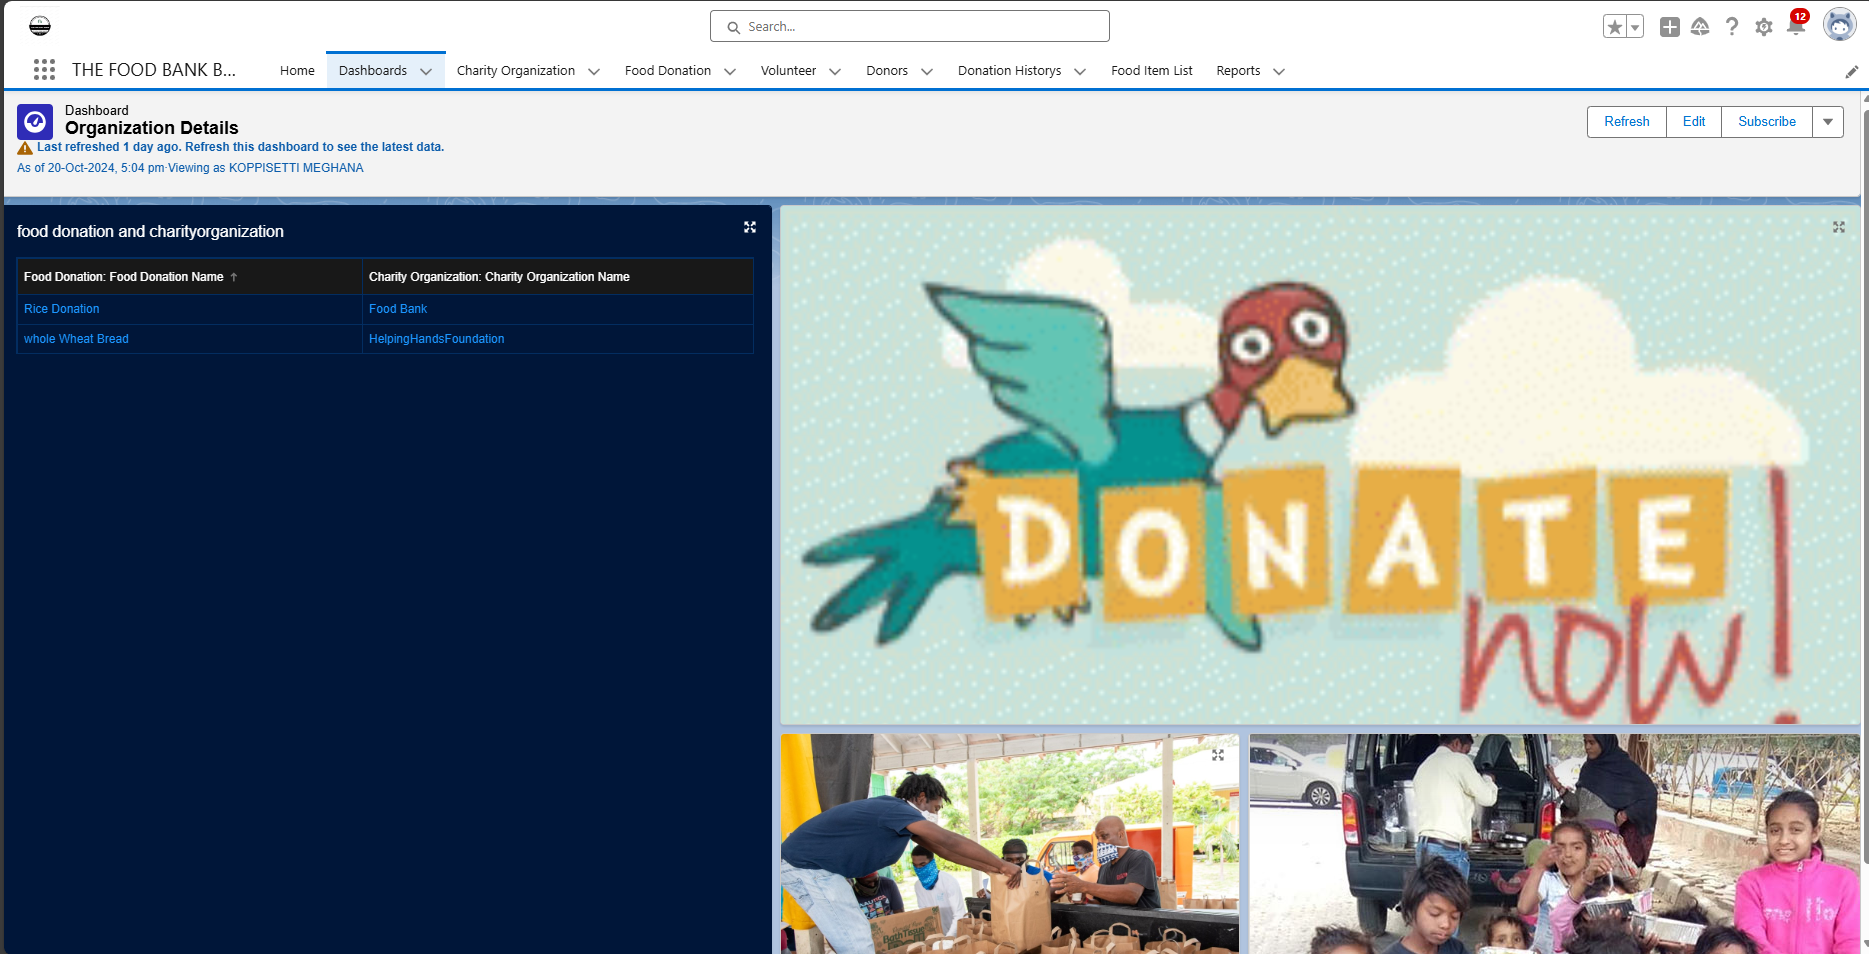 Search...
12
THE FOOD BANK B...
Home
Dashboards
Charity Organization
Food Donation
Volunteer
Donors
Donation Historys
Food Item List
Reports
Dashboard
Organization Details
Last refreshed 1 day ago. Refresh this dashboard to see the latest data.
As of 20-Oct-2024, 5:04 pm·Viewing as KOPPISETTI MEGHANA
Refresh
Edit
Subscribe
food donation and charityorganization
Food Donation: Food Donation Name ↑
Charity Organization: Charity Organization Name
Rice Donation
Food Bank
whole Wheat Bread
HelpingHandsFoundation
DONATE
now!
Bath Tissue